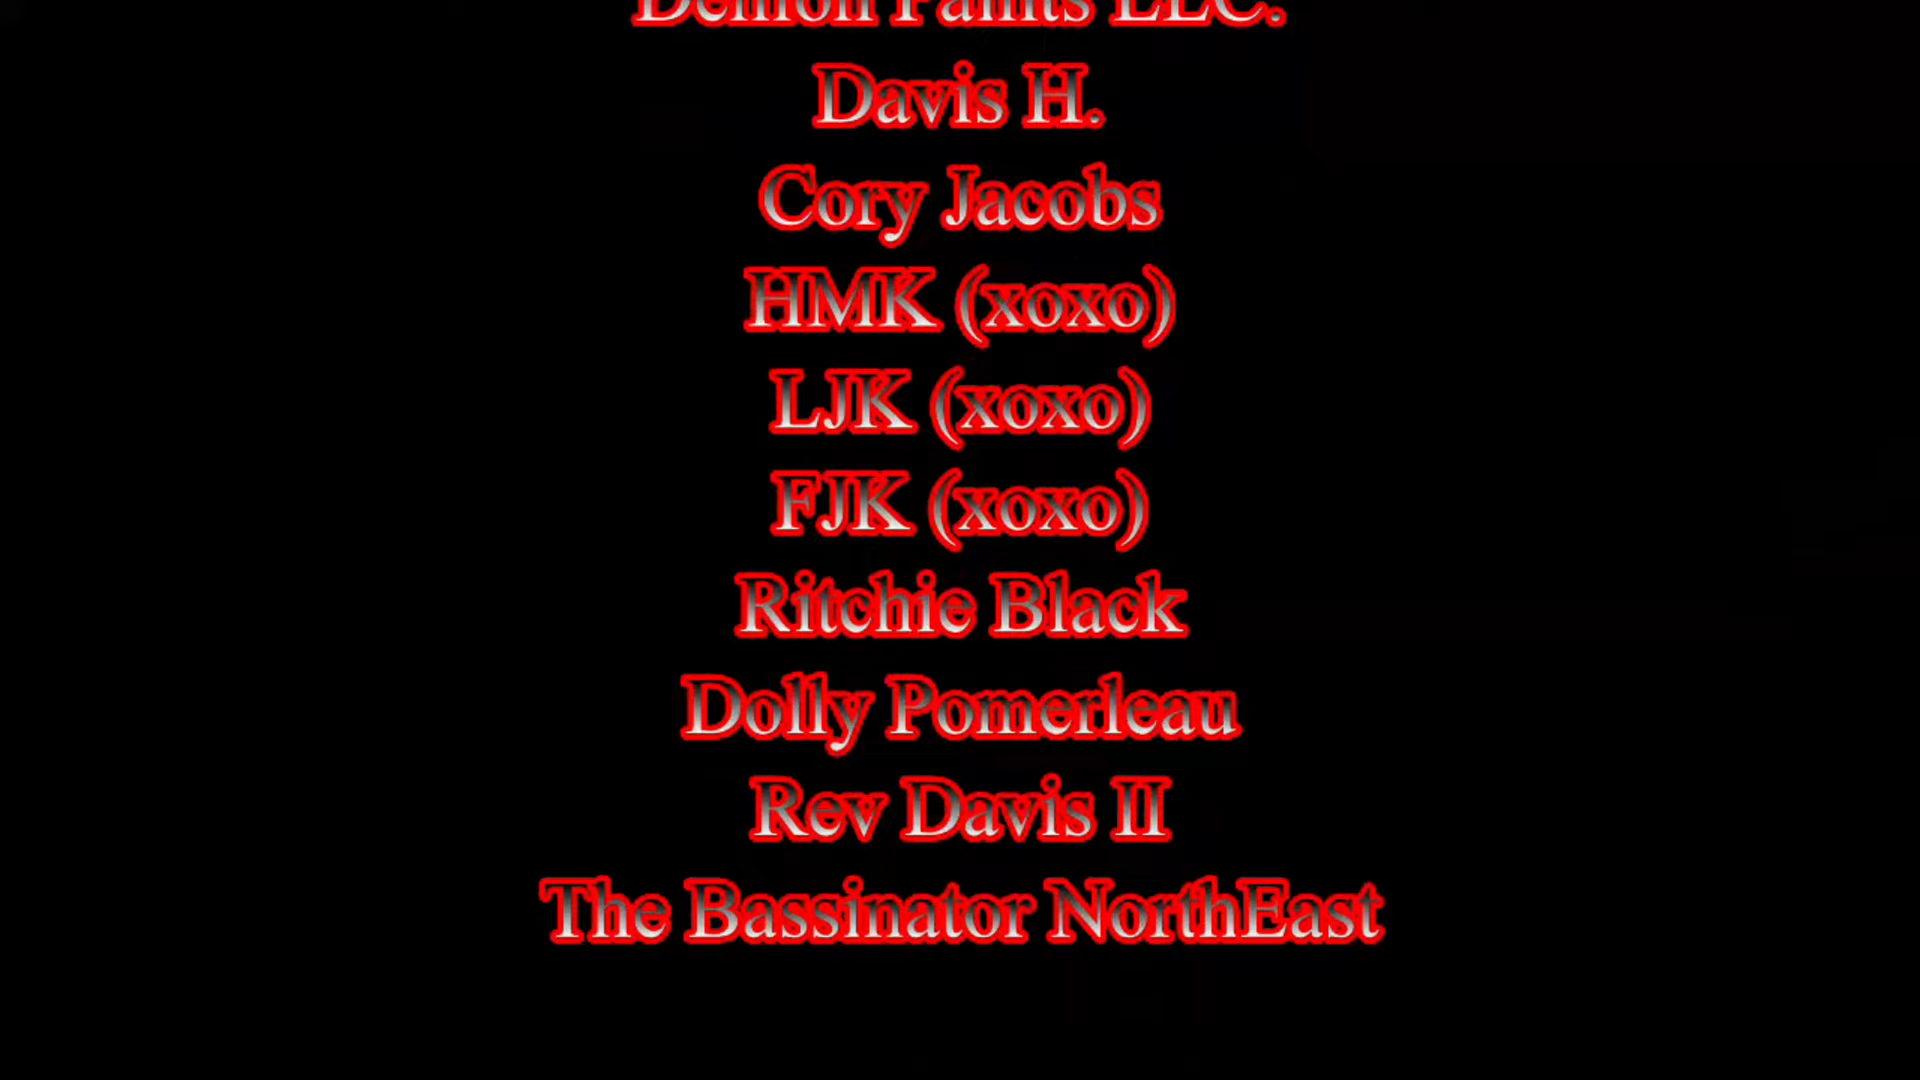 LLC.
Davis H.
Cory Jacobs
HMK (xoxo)
LJK (xoxo)
FJK (xoxo)
Ritchie Black
Dolly Pomerleau
Rev Davis II
The Bassinator NorthEast